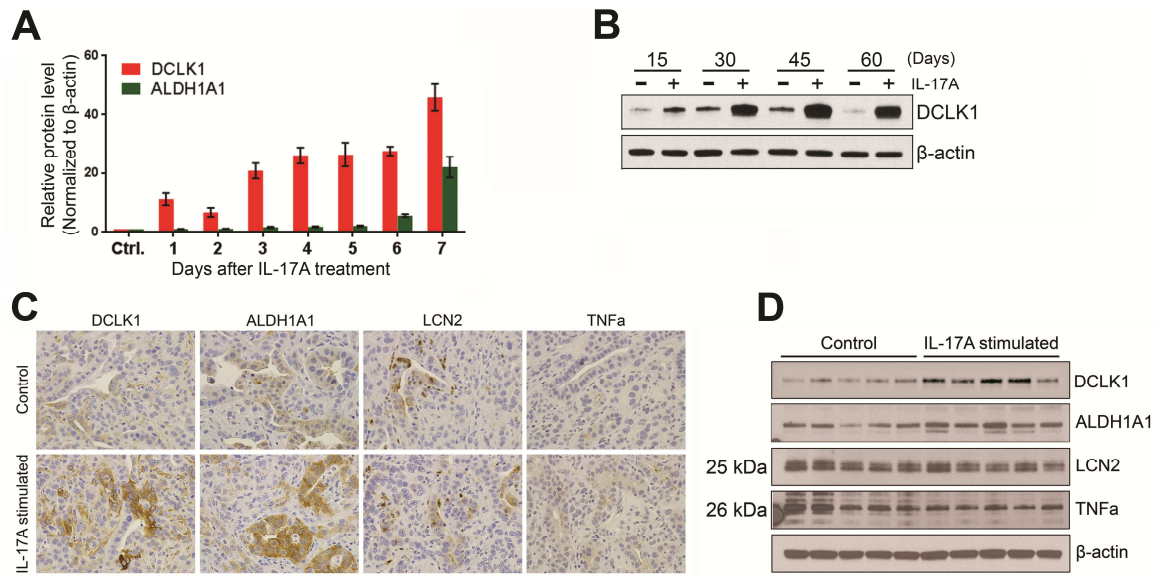 A
Relative protein level
(Normalized to β-actin)
60
40
20
0
DCLK1
ALDH1A1
Ctrl. 1 2 3 4 5 6 7
Days after IL-17A treatment
B
15 30 45 60 (Days)
− + − + − + − + IL-17A
DCLK1
β-actin
C
DCLK1 ALDH1A1 LCN2 TNFa
Control
IL-17A stimulated
D
Control IL-17A stimulated
DCLK1
ALDH1A1
25 kDa LCN2
26 kDa TNFa
β-actin